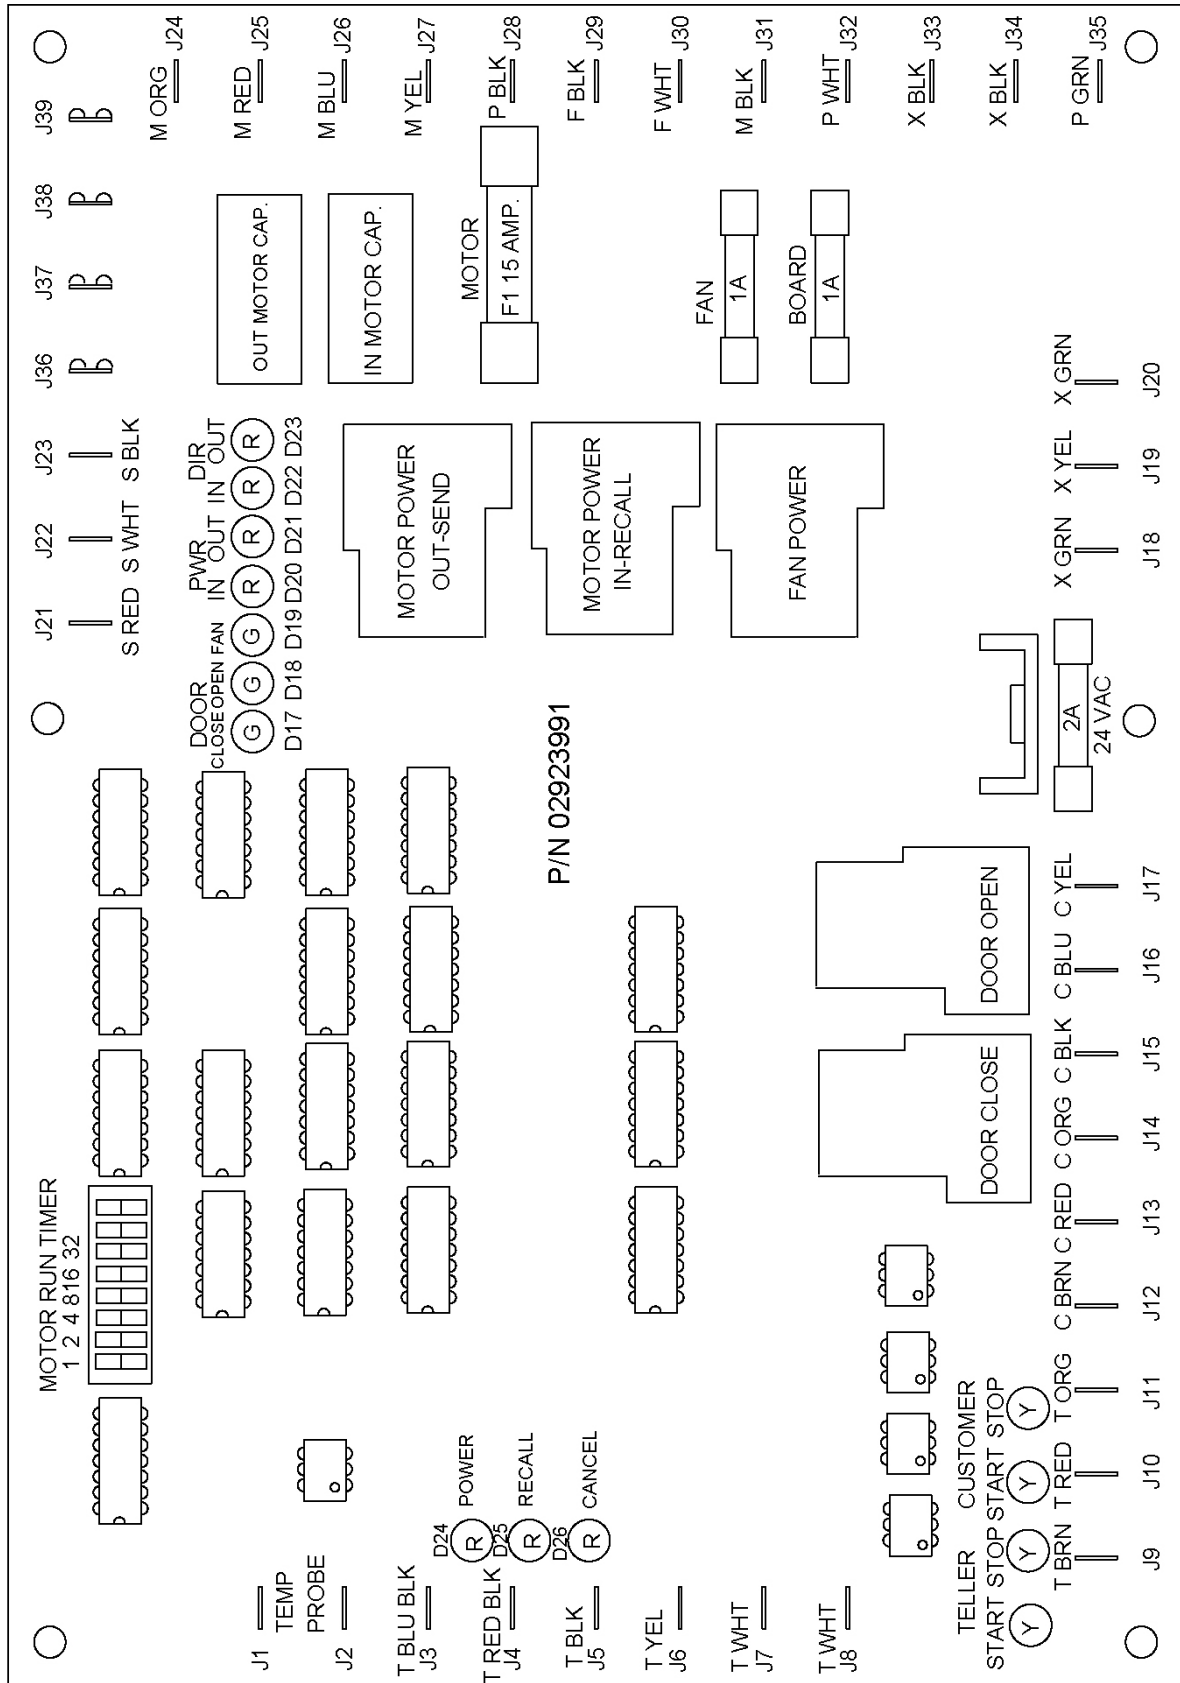 J1
TEMP
PROBE
J2
T BLU BLK
J3
T RED BLK
J4
T BLK
J5
T YEL
J6
T WHT
J7
T WHT
J8
MOTOR RUN TIMER
1 2 4 8 16 32
D24
R
POWER
D25
R
RECALL
D26
R
CANCEL
TELLER
START STOP
CUSTOMER
START STOP
Y
Y
Y
Y
T BRN
J9
T RED
J10
T ORG
J11
C BRN
J12
C RED
J13
C ORG
J14
C BLK
J15
C BLU
J16
C YEL
J17
DOOR CLOSE
DOOR OPEN
P/N 02923991
2A
24 VAC
X GRN
J18
X YEL
J19
X GRN
J20
J21
S RED
J22
S WHT
J23
S BLK
J36
J37
J38
J39
DOOR
PWR
DIR
CLOSE OPEN FAN IN OUT IN OUT
G G G R R R R
D17 D18 D19 D20 D21 D22 D23
MOTOR POWER
OUT-SEND
MOTOR POWER
IN-RECALL
FAN POWER
OUT MOTOR CAP.
IN MOTOR CAP.
MOTOR
F1 15 AMP.
FAN
1A
BOARD
1A
M ORG
J24
M RED
J25
M BLU
J26
M YEL
J27
P BLK
J28
F BLK
J29
F WHT
J30
M BLK
J31
P WHT
J32
X BLK
J33
X BLK
J34
P GRN
J35